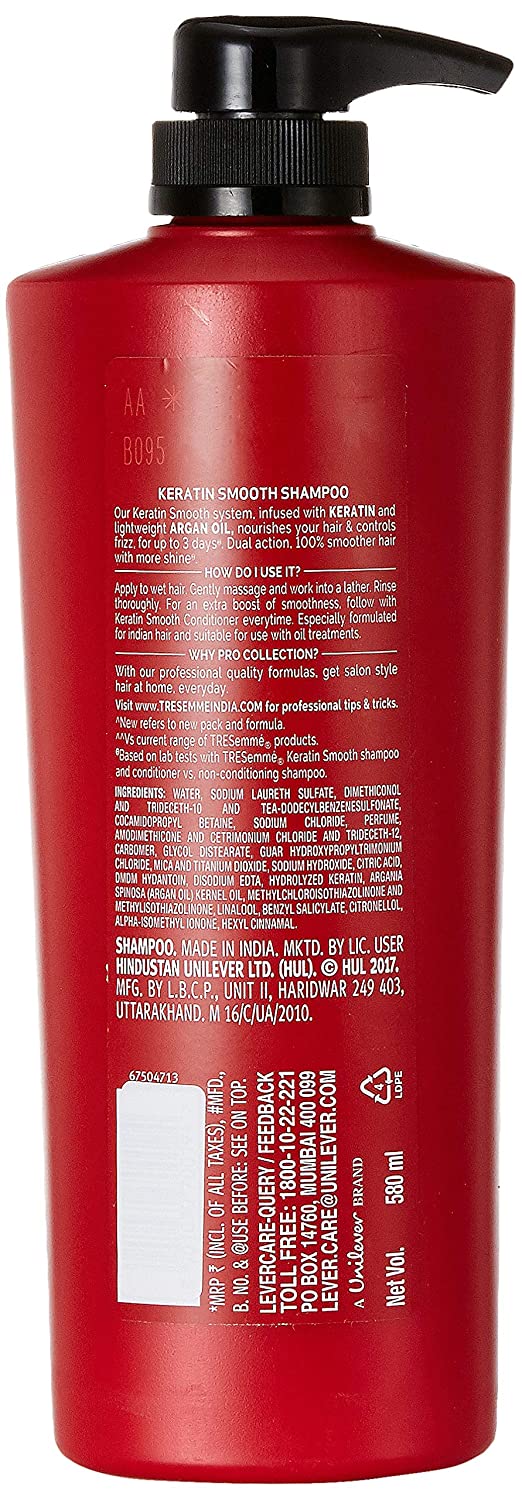 AA *
B095
KERATIN SMOOTH SHAMPOO
Our Keratin Smooth system, infused with KERATIN and
lightweight ARGAN OIL, nourishes your hair & controls
frizz, for up to 3 days#. Dual action. 100% smoother hair
with more shine#.
HOW DO I USE IT?
Apply to wet hair. Gently massage and work into a lather. Rinse
thoroughly. For an extra boost of smoothness, follow with
Keratin Smooth Conditioner everytime. Especially formulated
for indian hair and suitable for use with oil treatments.
WHY PRO COLLECTION?
With our professional quality formulas, get salon style
hair at home, everyday.
Visit www.TRESEMMEINDIA.COM for professional tips & tricks.
^New refers to new pack and formula.
^^Vs current range of TRESemmé® products.
#Based on lab tests with TRESemmé® Keratin Smooth shampoo
and conditioner vs. non-conditioning shampoo.
INGREDIENTS: WATER, SODIUM LAURETH SULFATE, DIMETHICONOL
AND TRIDECETH-10 AND TEA-DODECYLBENZENESULFONATE,
COCAMIDOPROPYL BETAINE, SODIUM CHLORIDE, PERFUME,
AMODIMETHICONE AND CETRIMONIUM CHLORIDE AND TRIDECETH-12,
CARBOMER, GLYCOL DISTEARATE, GUAR HYDROXYPROPYLTRIMONIUM
CHLORIDE, MICA AND TITANIUM DIOXIDE, SODIUM HYDROXIDE, CITRIC ACID,
DMDM HYDANTOIN, DISODIUM EDTA, HYDROLYZED KERATIN, ARGANIA
SPINOSA (ARGAN OIL) KERNEL OIL, METHYLCHLOROISOTHIAZOLINONE AND
METHYLISOTHIAZOLINONE, LINALOOL, BENZYL SALICYLATE, CITRONELLOL,
ALPHA-ISOMETHYL IONONE, HEXYL CINNAMAL.
SHAMPOO. MADE IN INDIA. MKTD. BY LIC. USER
HINDUSTAN UNILEVER LTD. (HUL). © HUL 2017.
MFG. BY L.B.C.P., UNIT II, HARIDWAR 249 403,
UTTARAKHAND. M 16/C/UA/2010.
67504713
*MRP ₹ (INCL. OF ALL TAXES), #MFD.,
B. NO. & @USE BEFORE: SEE ON TOP.
LEVERCARE-QUERY / FEEDBACK
TOLL FREE: 1800-10-22-221
PO BOX 14760, MUMBAI 400 099
LEVER.CARE@UNILEVER.COM
A Unilever BRAND
4
LDPE
Net Vol. 580 ml